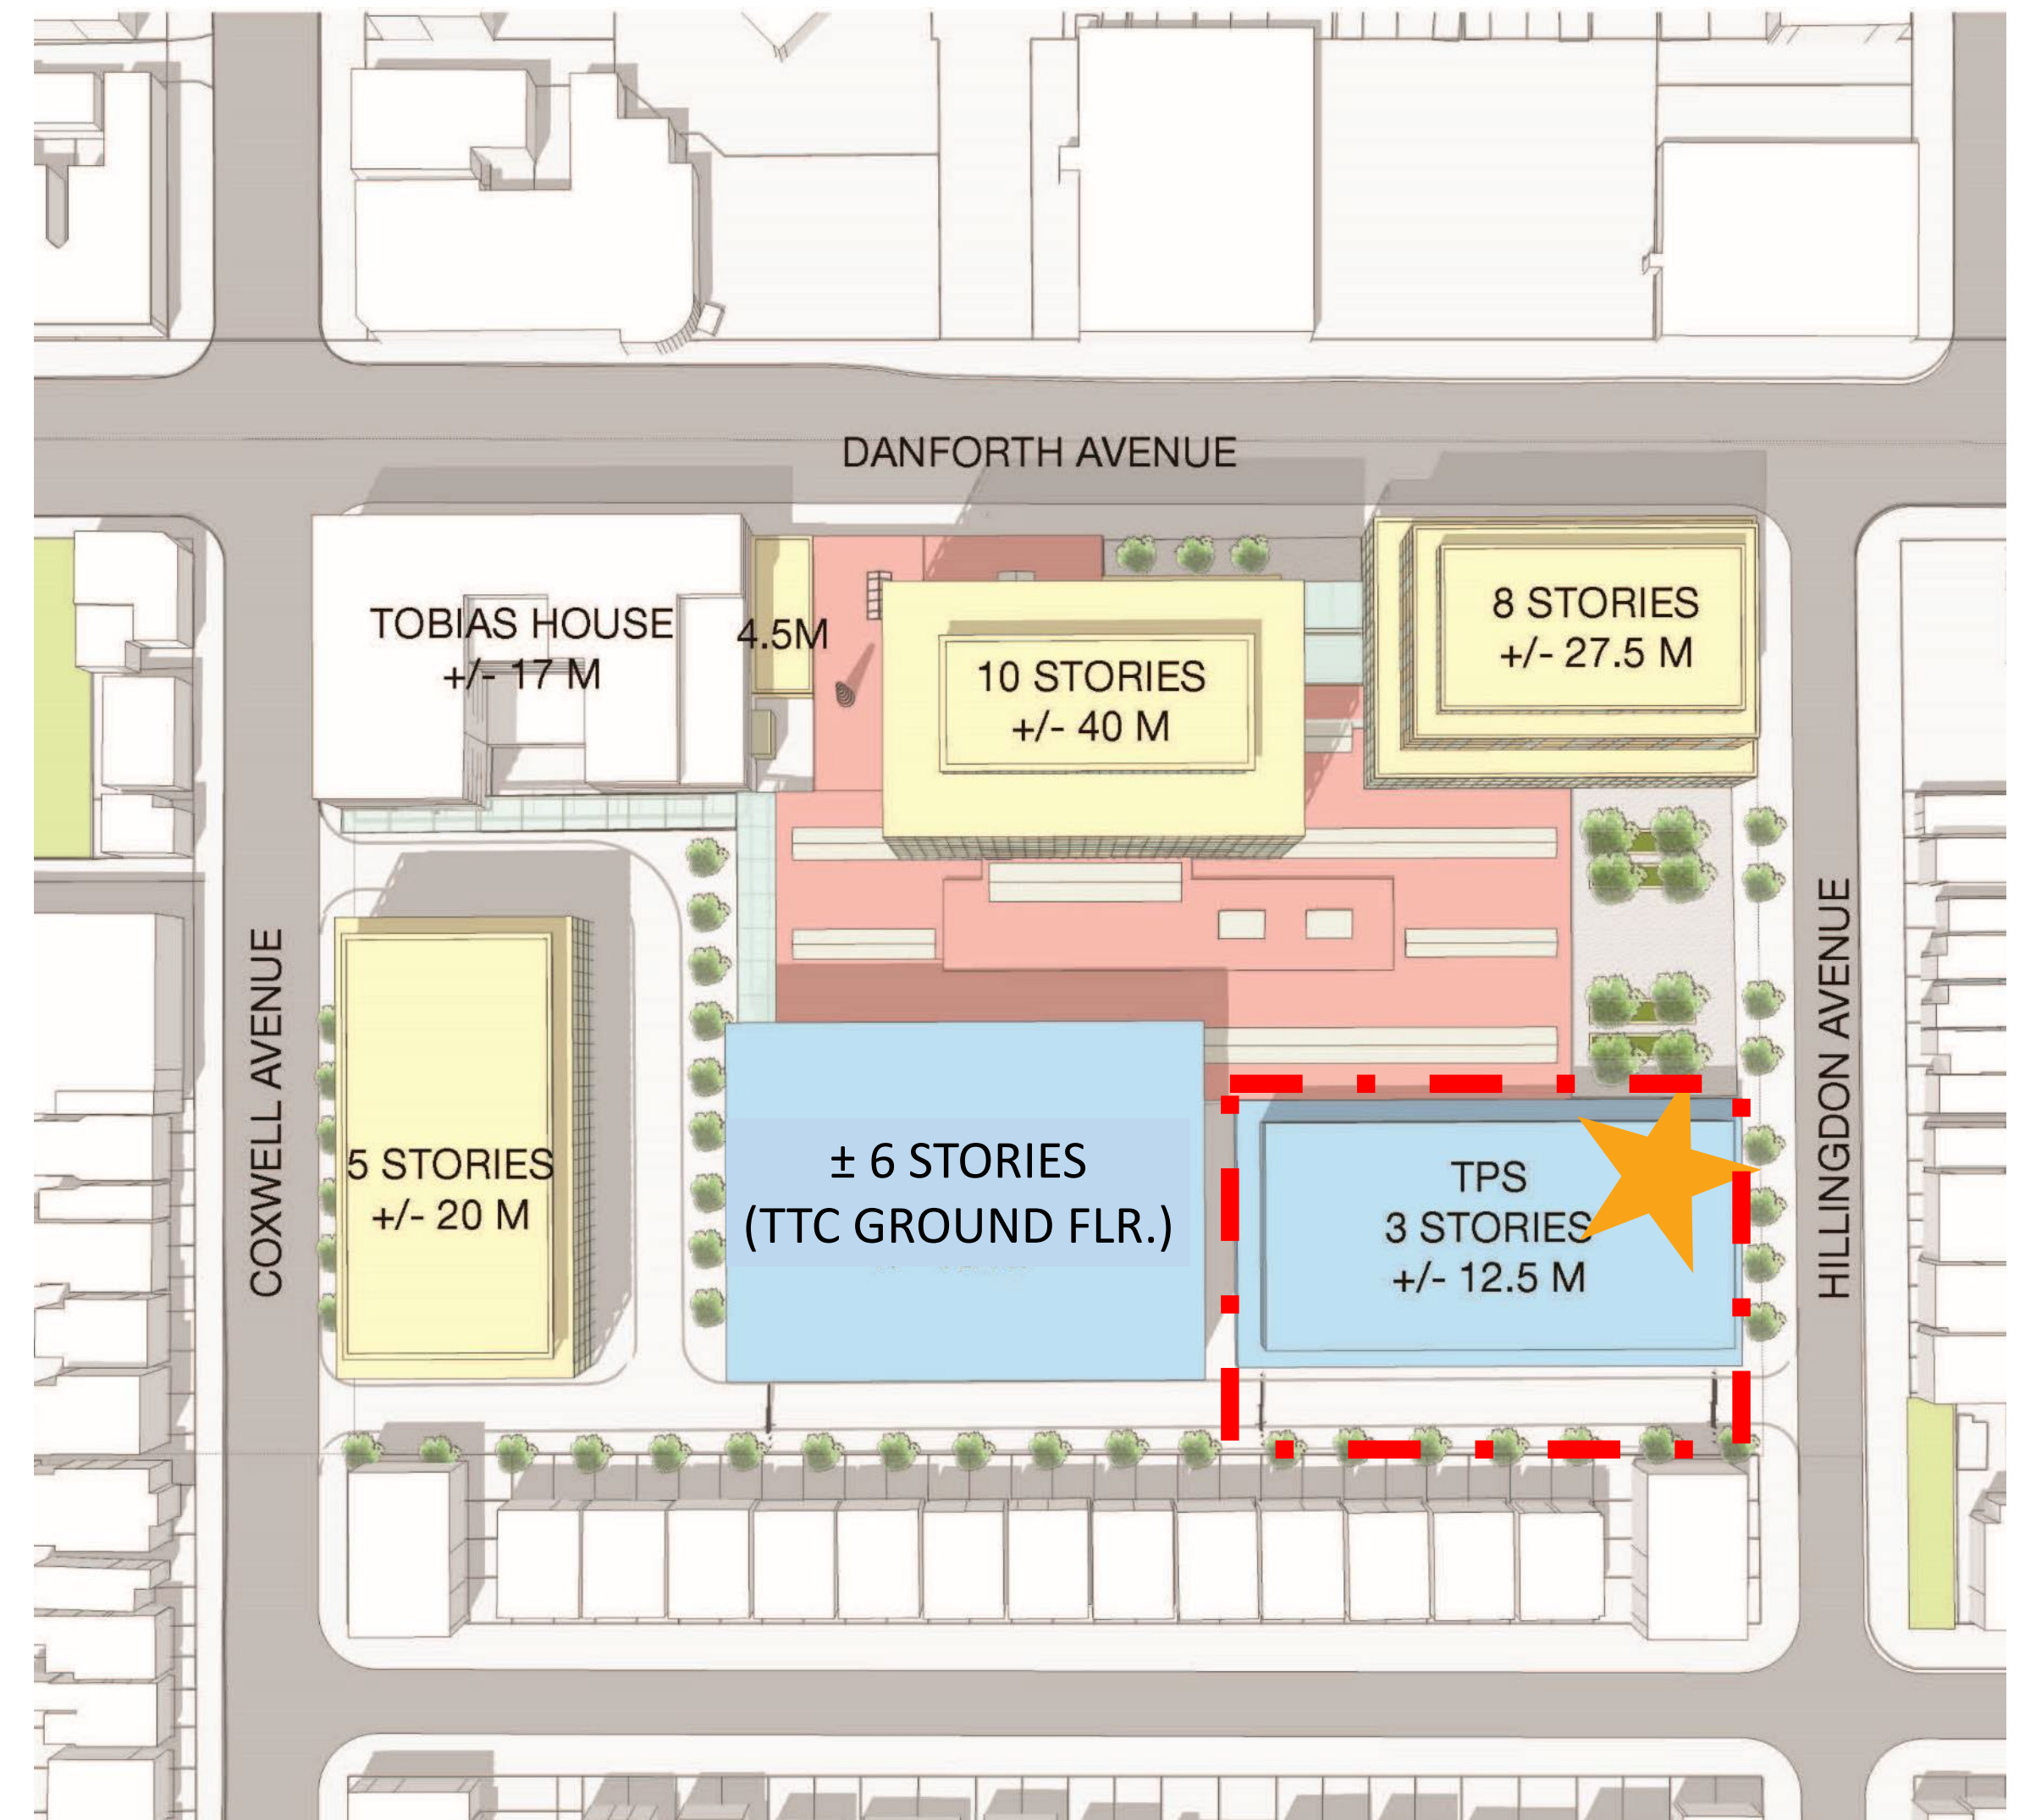 DANFORTH AVENUE
TOBIAS HOUSE
+/- 17 M
4.5M
10 STORIES
+/- 40 M
8 STORIES
+/- 27.5 M
COXWELL AVENUE
HILLINGDON AVENUE
5 STORIES
+/- 20 M
± 6 STORIES
(TTC GROUND FLR.)
TPS
3 STORIES
+/- 12.5 M